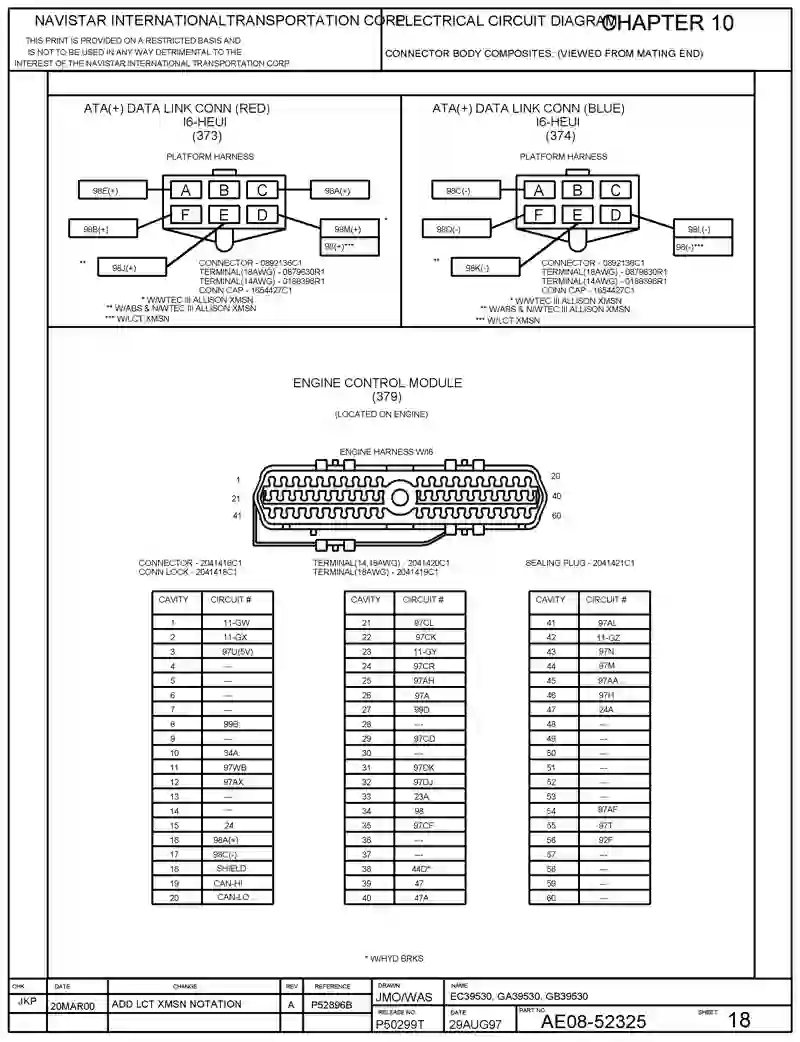 NAVISTAR INTERNATIONALTRANSPORTATION CORP.
THIS PRINT IS PROVIDED ON A RESTRICTED BASIS AND
IS NOT TO BE USED IN ANY WAY DETRIMENTAL TO THE
INTEREST OF THE NAVISTAR INTERNATIONAL TRANSPORTATION CORP
ELECTRICAL CIRCUIT DIAGRAM
CHAPTER 10
CONNECTOR BODY COMPOSITES. (VIEWED FROM MATING END)
ATA(+) DATA LINK CONN (RED)
I6-HEUI
(373)
PLATFORM HARNESS
98E(+) A B C 98A(+)
98B(+) F E D 98M(+)
98(+)***
*
** 98J(+)
CONNECTOR - 0892136C1
TERMINAL(18AWG) - 0879630R1
TERMINAL(14AWG) - 0188396R1
CONN CAP - 1654427C1
* W/WTEC III ALLISON XMSN
** W/ABS & N/WTEC III ALLISON XMSN
*** W/LCT XMSN
ATA(+) DATA LINK CONN (BLUE)
I6-HEUI
(374)
PLATFORM HARNESS
98C(-) A B C
98D(-) F E D 98L(-)
98(-)***
** 98K(-)
CONNECTOR - 0892136C1
TERMINAL(18AWG) - 0879630R1
TERMINAL(14AWG) - 0188396R1
CONN CAP - 1654427C1
* W/WTEC III ALLISON XMSN
** W/ABS & N/WTEC III ALLISON XMSN
*** W/LCT XMSN
ENGINE CONTROL MODULE
(379)
(LOCATED ON ENGINE)
ENGINE HARNESS W/I6
1 20
21 40
41 60
CONNECTOR - 2041416C1
CONN LOCK - 2041418C1
TERMINAL(14,16AWG) - 2041420C1
TERMINAL(18AWG) - 2041419C1
SEALING PLUG - 2041421C1
CAVITY CIRCUIT #
1 11-GW
2 11-GX
3 97U(5V)
4 ---
5 ---
6 ---
7 ---
8 99B
9 ---
10 34A
11 97WB
12 97AX
13 ---
14 ---
15 24
16 98A(+)
17 98C(-)
18 SHIELD
19 CAN-HI
20 CAN-LO
CAVITY CIRCUIT #
21 97CL
22 97CK
23 11-GY
24 97CR
25 97AH
26 97A
27 99D
28 ---
29 97CD
30 ---
31 97DK
32 97DJ
33 23A
34 98
35 97CF
36 ---
37 ---
38 44D*
39 47
40 47A
CAVITY CIRCUIT #
41 97AL
42 11-GZ
43 97N
44 97M
45 97AA
46 97H
47 24A
48 ---
49 ---
50 ---
51 ---
52 ---
53 ---
54 97AF
55 97T
56 92F
57 ---
58 ---
59 ---
60 ---
* W/HYD BRKS
CHK DATE CHANGE REV REFERENCE
JKP 20MAR00 ADD LCT XMSN NOTATION A P52896B
DRAWN
JMO/WAS
NAME
EC39530, GA39530, GB39530
RELEASE NO.
P50299T
DATE
29AUG97
PART NO.
AE08-52325
SHEET 18